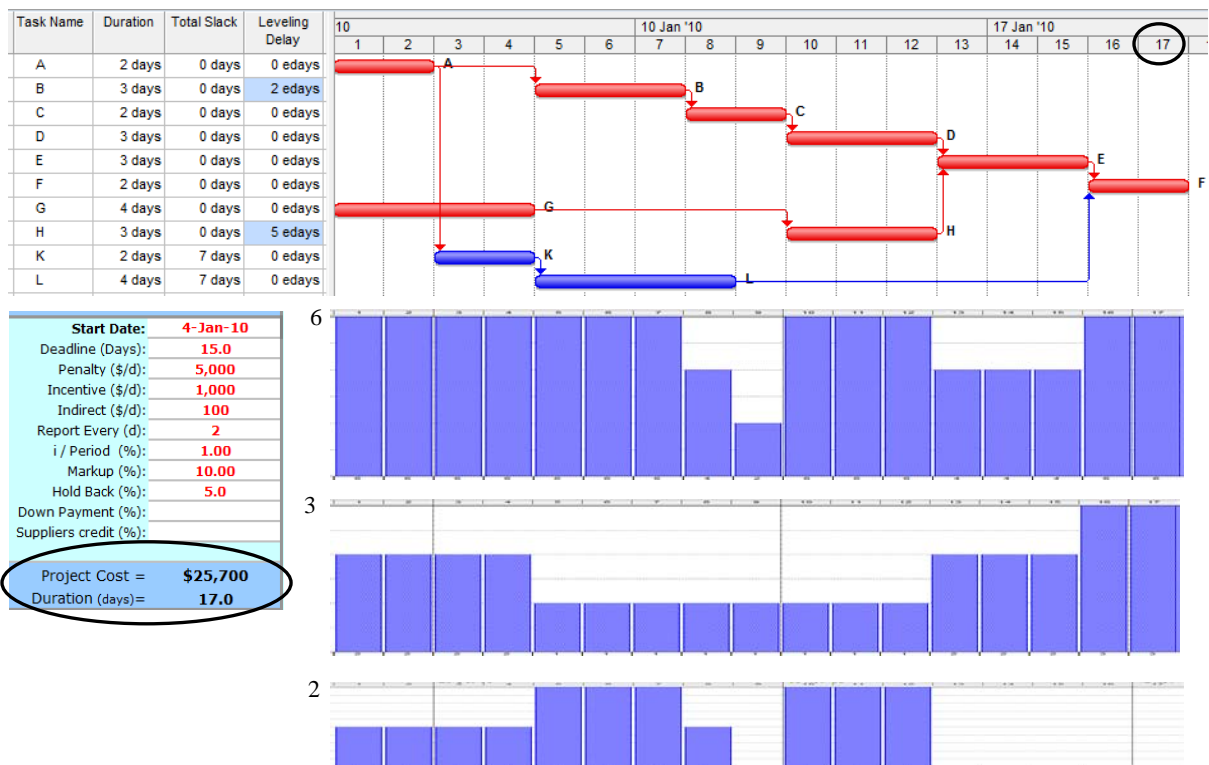 Task Name Duration Total Slack Leveling Delay
10 10 Jan '10 17 Jan '10
1 2 3 4 5 6 7 8 9 10 11 12 13 14 15 16 17
A 2 days 0 days 0 edays A
B 3 days 0 days 2 edays B
C 2 days 0 days 0 edays C
D 3 days 0 days 0 edays D
E 3 days 0 days 0 edays E
F 2 days 0 days 0 edays F
G 4 days 0 days 0 edays G
H 3 days 0 days 5 edays H
K 2 days 7 days 0 edays K
L 4 days 7 days 0 edays L
Start Date: 4-Jan-10
Deadline (Days): 15.0
Penalty ($/d): 5,000
Incentive ($/d): 1,000
Indirect ($/d): 100
Report Every (d): 2
i / Period (%): 1.00
Markup (%): 10.00
Hold Back (%): 5.0
Down Payment (%):
Suppliers credit (%):
Project Cost = $25,700
Duration (days)= 17.0
6
3
2